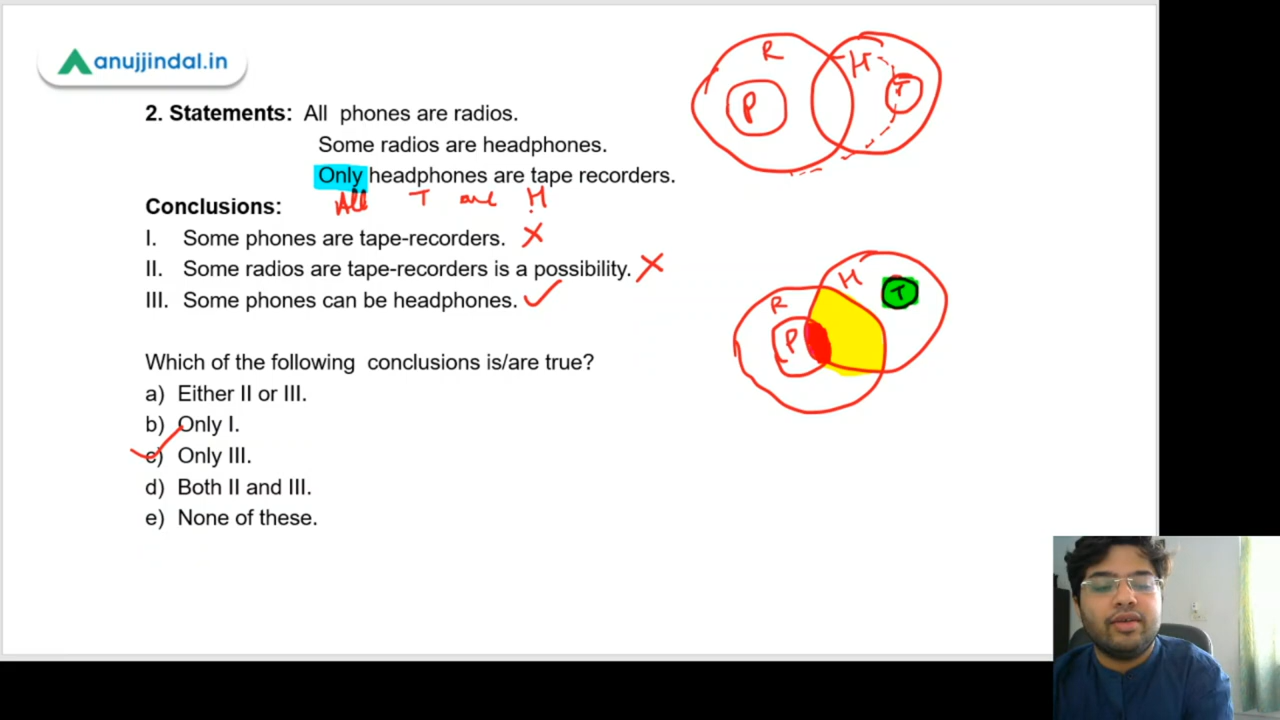 anujjindal.in
2. Statements: All phones are radios.
Some radios are headphones.
Only headphones are tape recorders.
All T are H
Conclusions:
I. Some phones are tape-recorders.
II. Some radios are tape-recorders is a possibility.
III. Some phones can be headphones.
Which of the following conclusions is/are true?
a) Either II or III.
b) Only I.
c) Only III.
d) Both II and III.
e) None of these.
R
H
P
T
H
T
R
P